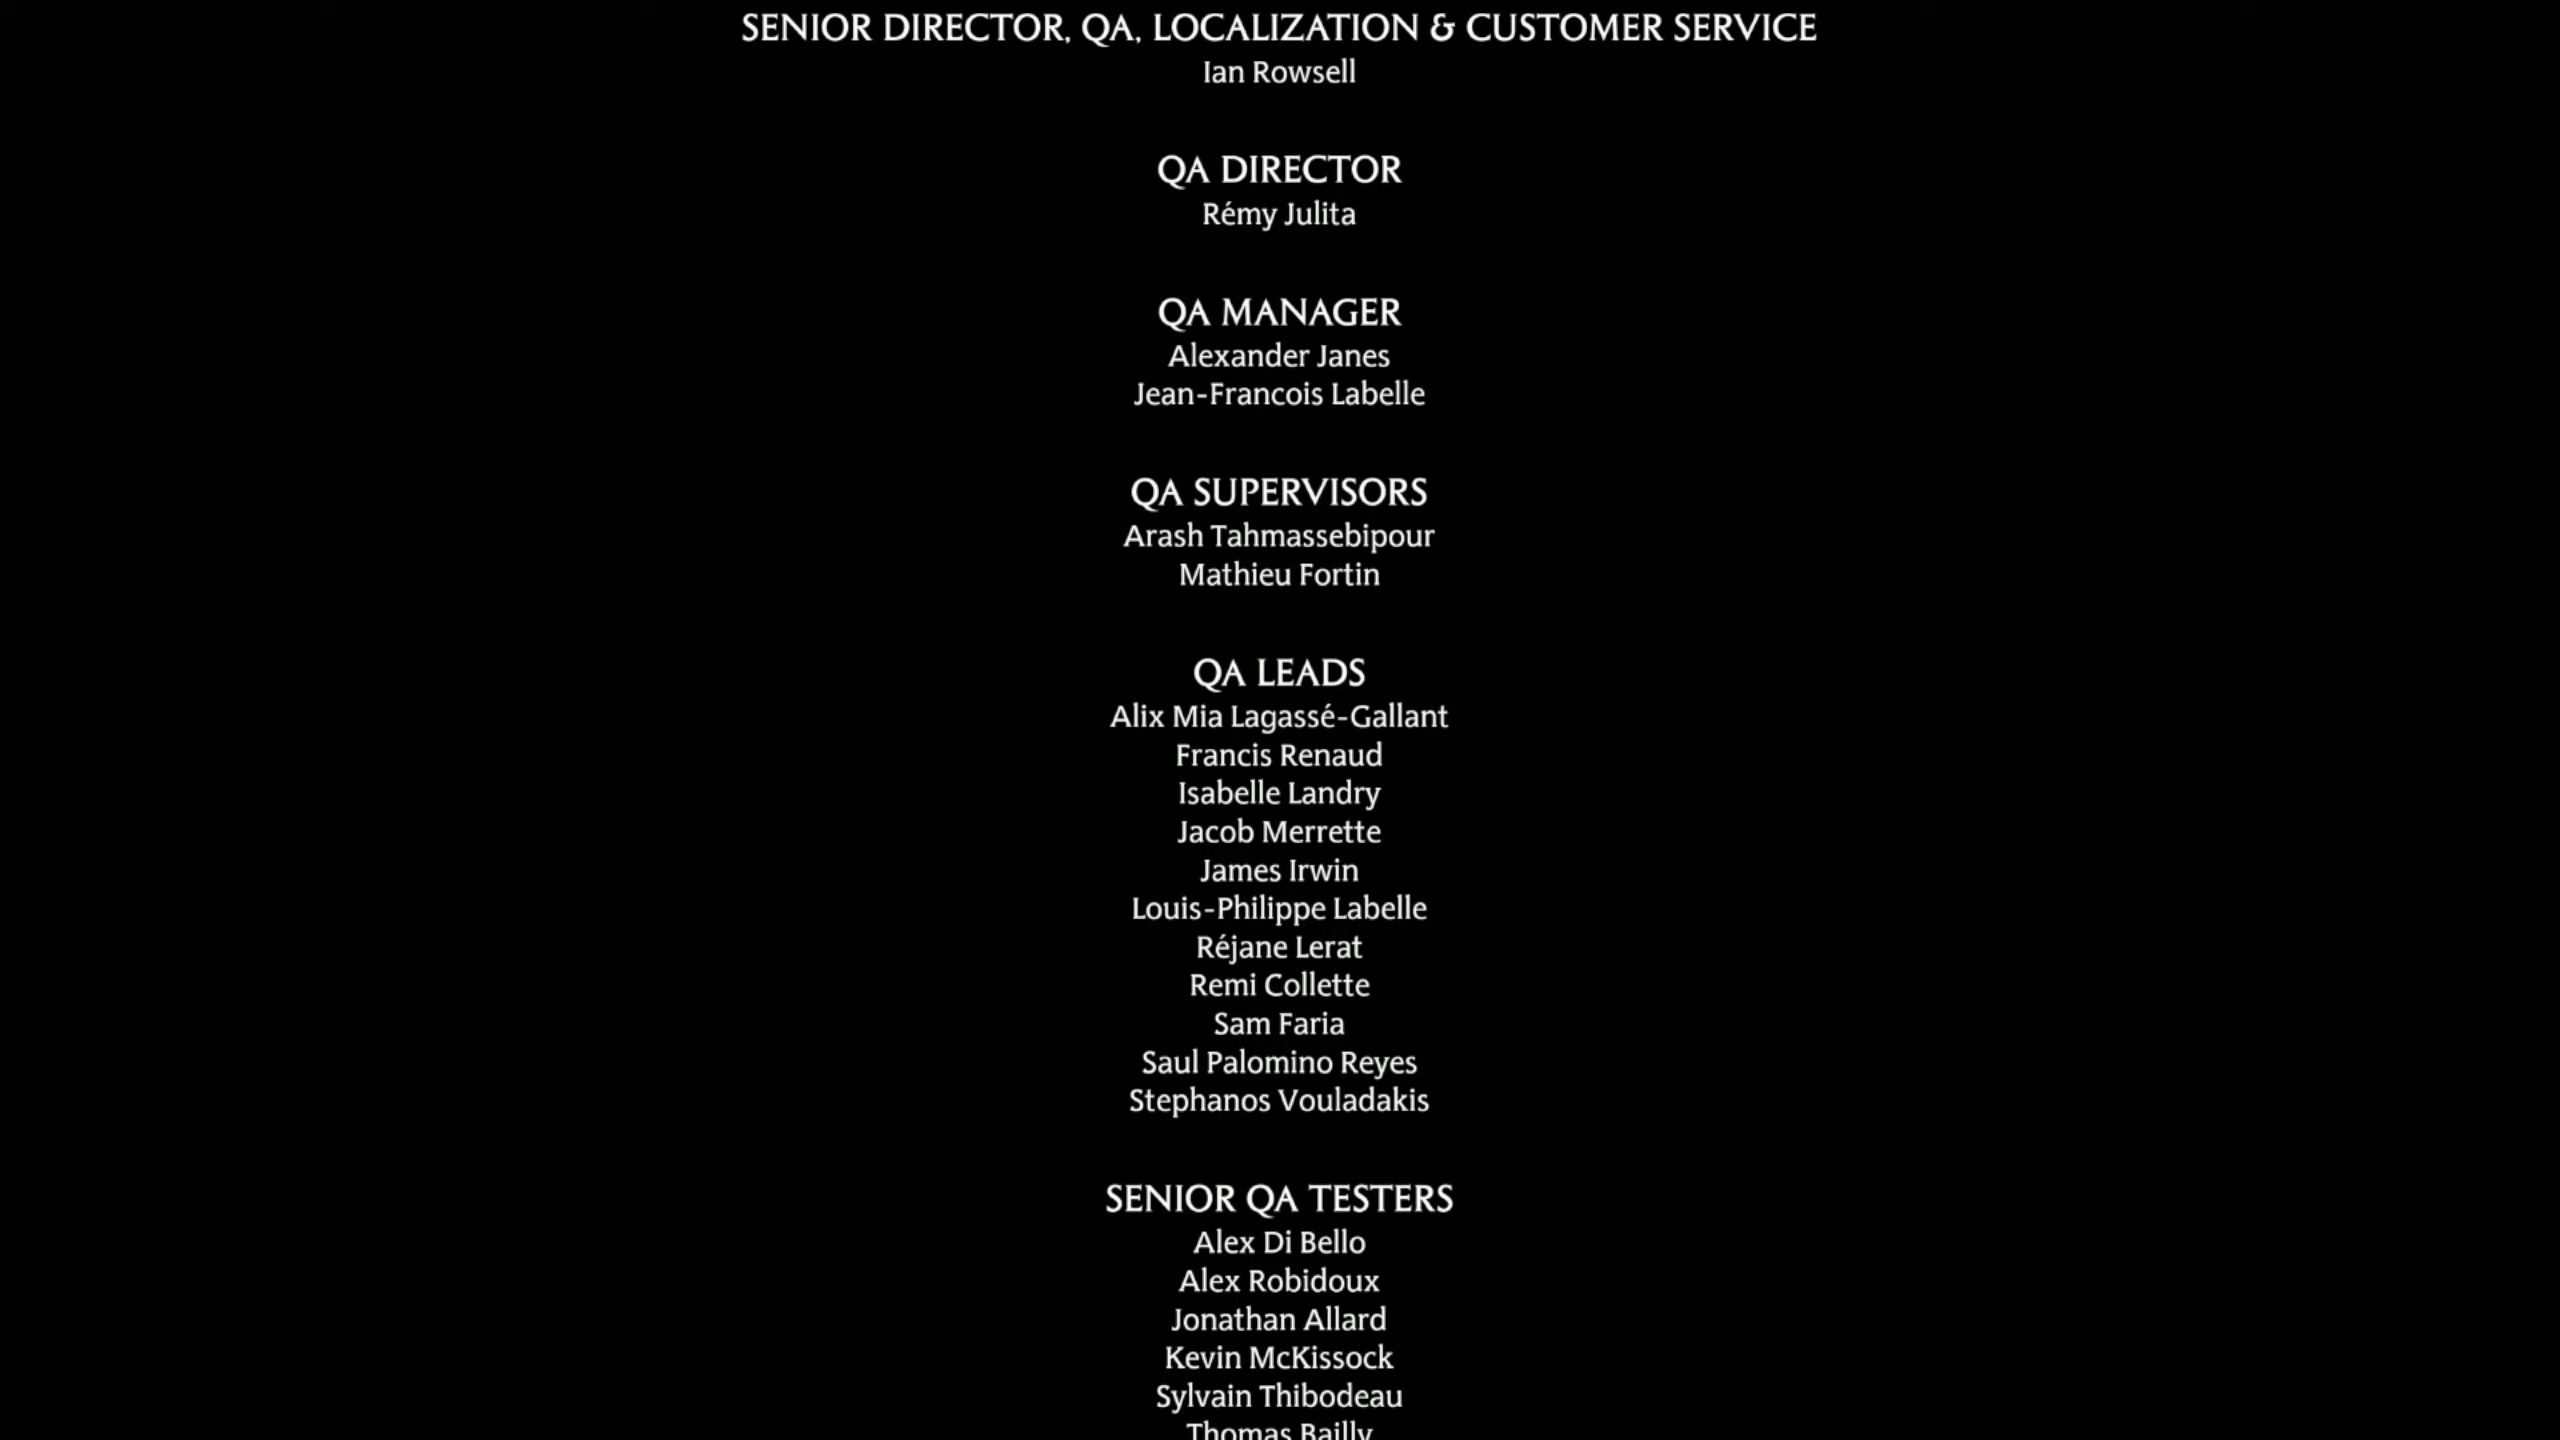 SENIOR DIRECTOR, QA, LOCALIZATION & CUSTOMER SERVICE
Ian Rowsell
QA DIRECTOR
Rémy Julita
QA MANAGER
Alexander Janes
Jean-Francois Labelle
QA SUPERVISORS
Arash Tahmassebipour
Mathieu Fortin
QA LEADS
Alix Mia Lagassé-Gallant
Francis Renaud
Isabelle Landry
Jacob Merrette
James Irwin
Louis-Philippe Labelle
Réjane Lerat
Remi Collette
Sam Faria
Saul Palomino Reyes
Stephanos Vouladakis
SENIOR QA TESTERS
Alex Di Bello
Alex Robidoux
Jonathan Allard
Kevin McKissock
Sylvain Thibodeau
Thomas Bailly